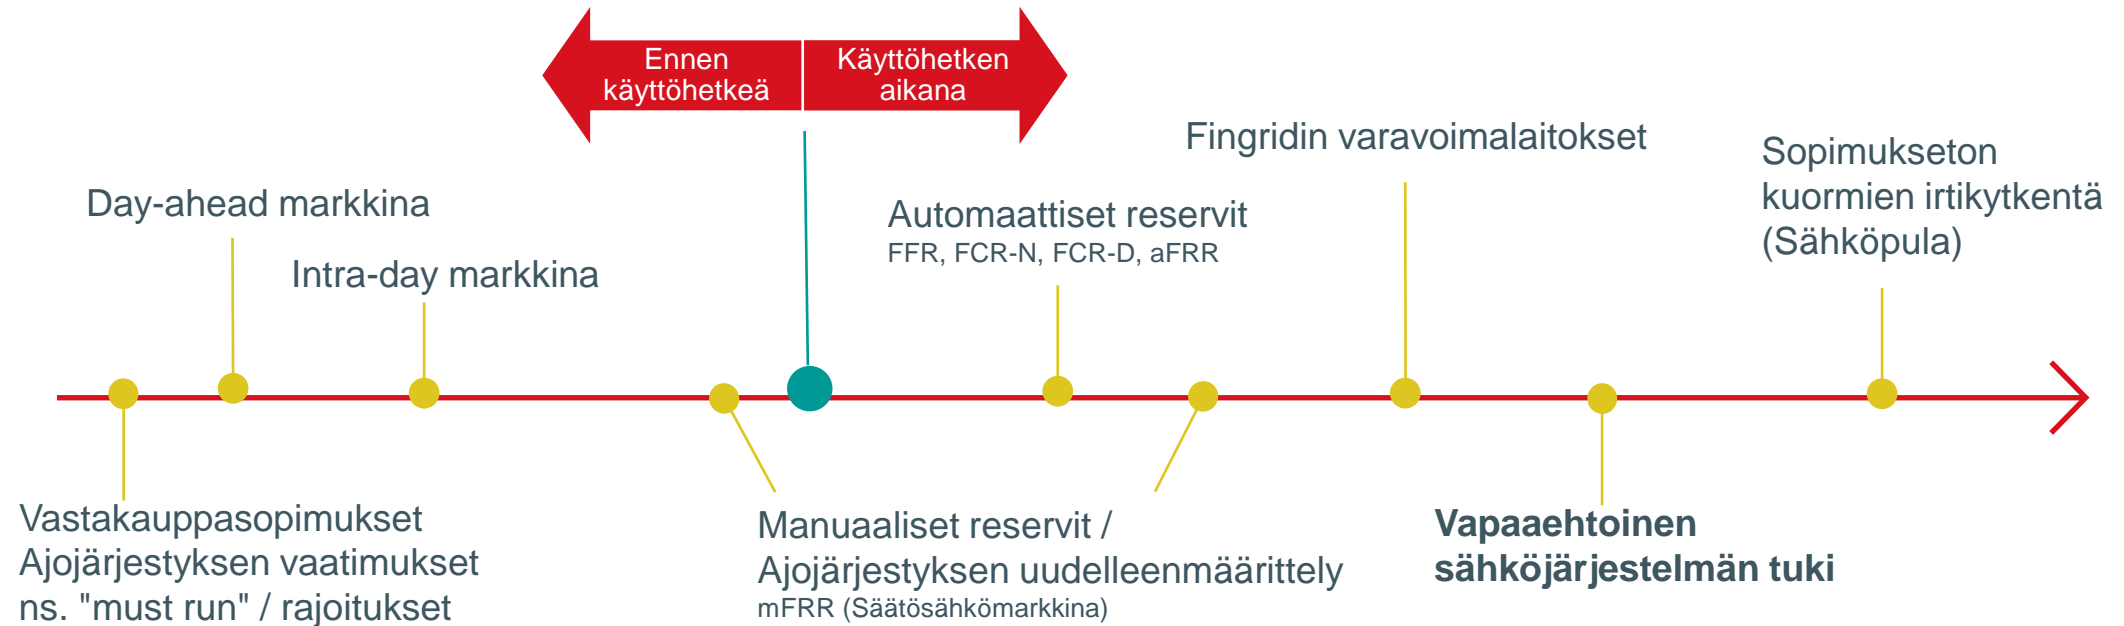 Ennen
käyttöhetkeä
Käyttöhetken
aikana
Day-ahead markkina
Intra-day markkina
Automaattiset reservit
FFR, FCR-N, FCR-D, aFRR
Fingridin varavoimalaitokset
Sopimukseton
kuormien irtikytkentä
(Sähköpula)
Vastakauppasopimukset
Ajojärjestyksen vaatimukset
ns. "must run" / rajoitukset
Manuaaliset reservit /
Ajojärjestyksen uudelleenmäärittely
mFRR (Säätösähkömarkkina)
Vapaaehtoinen
sähköjärjestelmän tuki